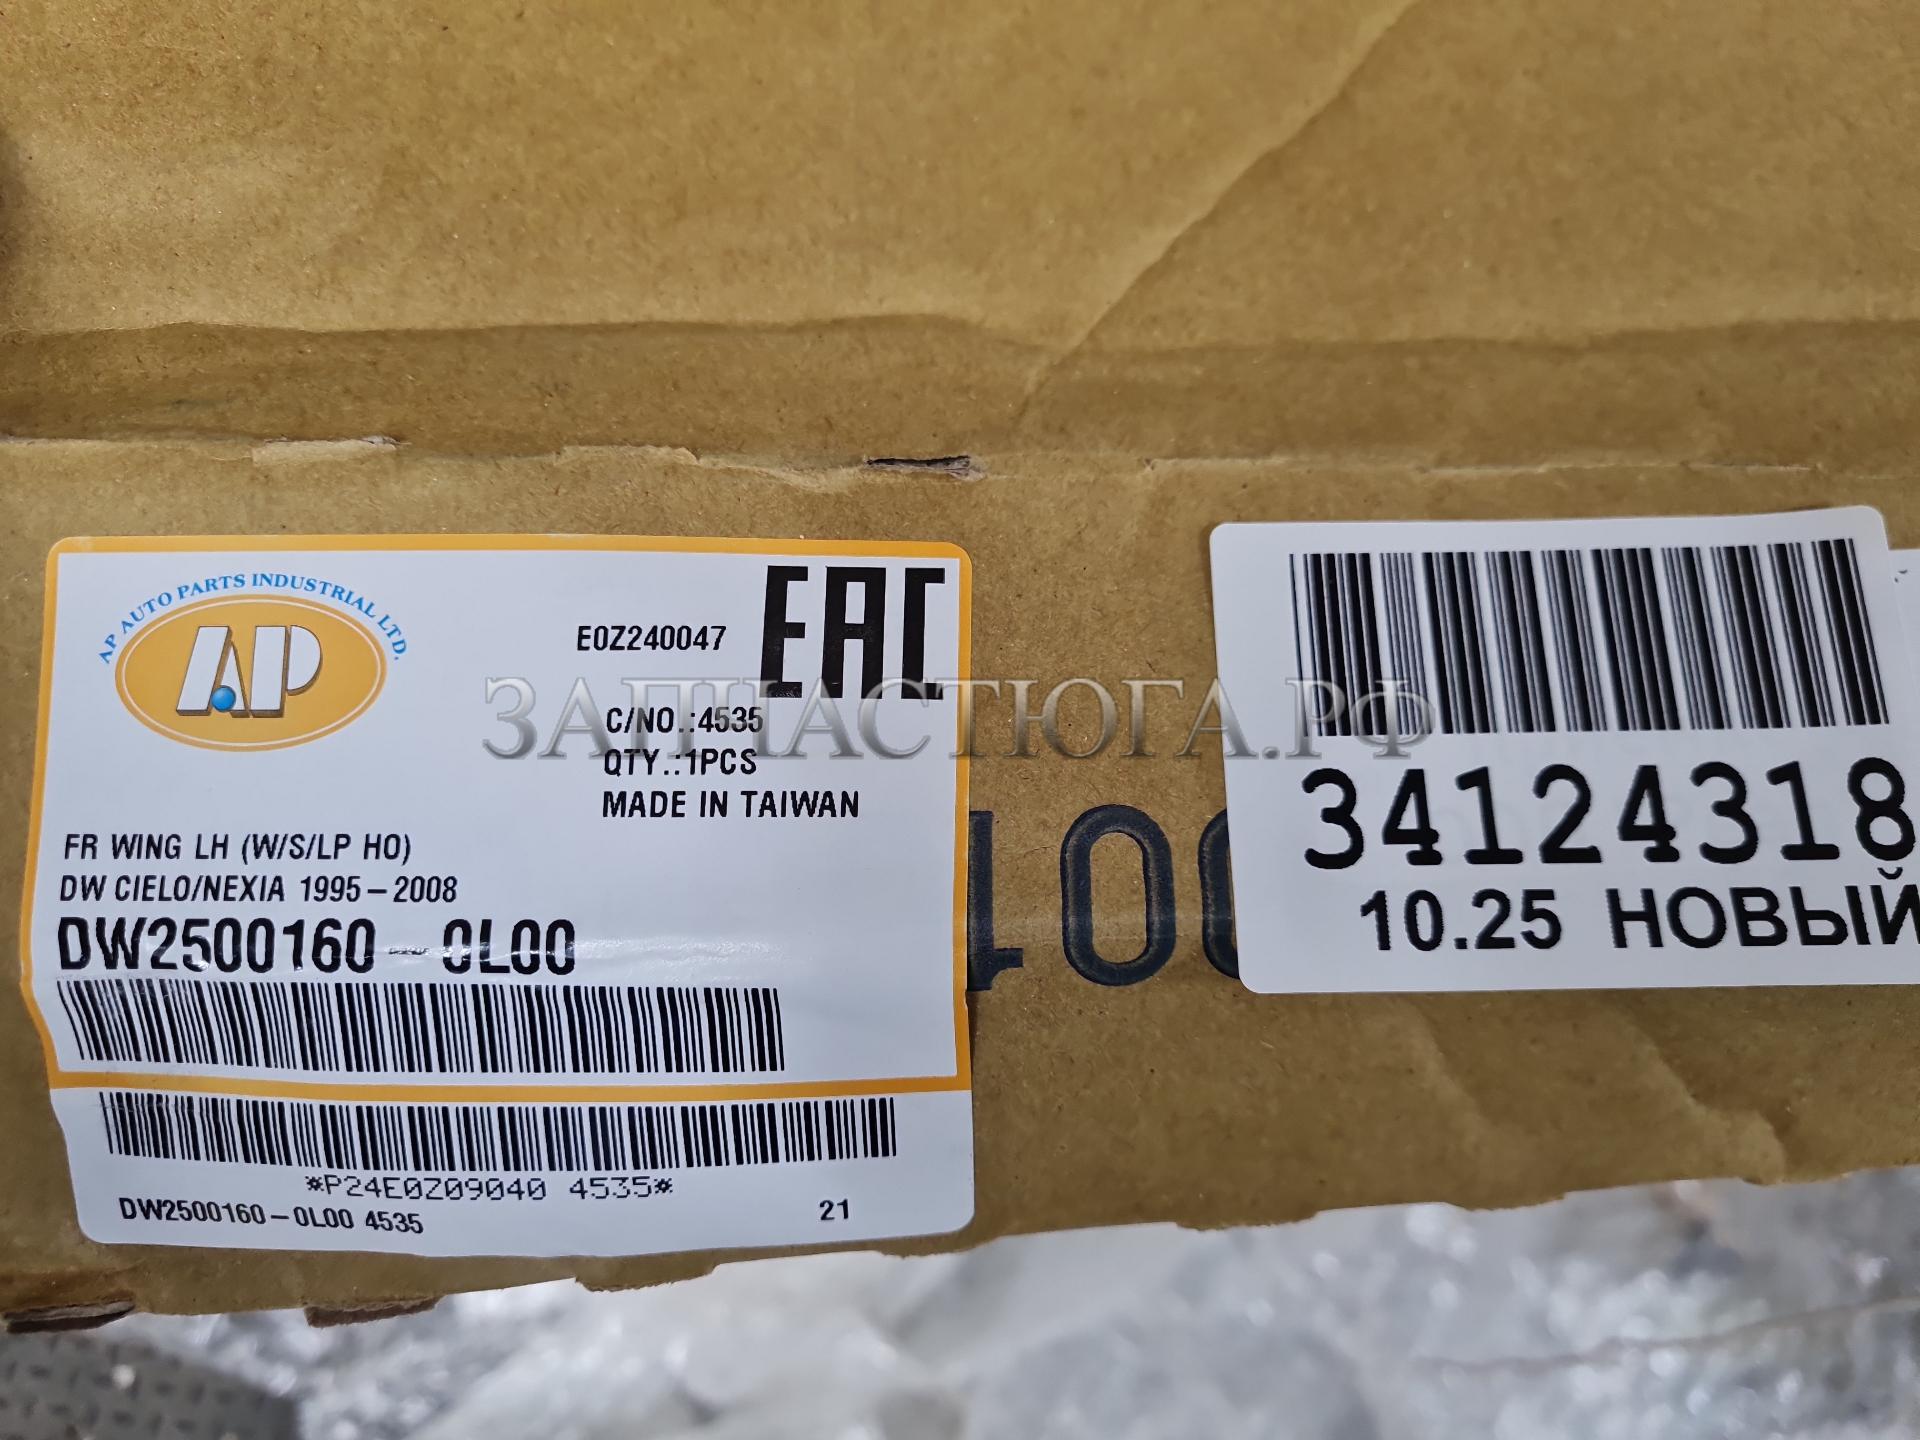 AP AUTO PARTS INDUSTRIAL LTD.
AP
E0Z240047
EAC
C/NO.:4535
QTY.:1PCS
MADE IN TAIWAN
FR WING LH (W/S/LP HO)
DW CIELO/NEXIA 1995-2008
DW2500160-0L00
*P24E0Z09040 4535*
DW2500160-0L00 4535
21
34124318
10.25 НОВЫЙ
ЗАПЧАСТЮГА.РФ